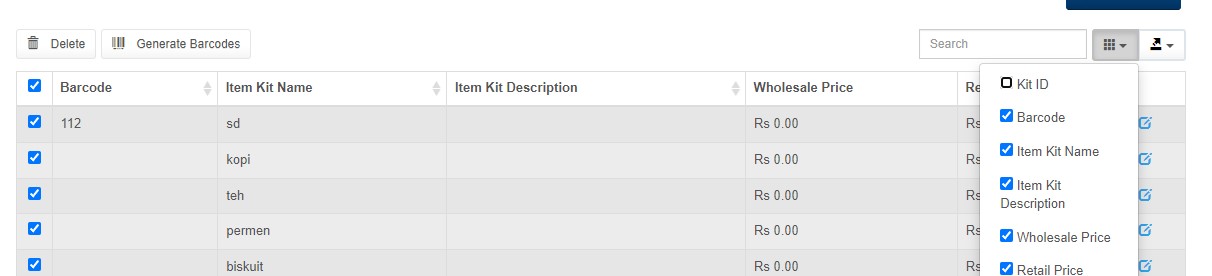 Delete
Generate Barcodes
Search
Barcode Item Kit Name Item Kit Description Wholesale Price Re
112 sd Rs 0.00 Rs
kopi Rs 0.00 Rs
teh Rs 0.00 Rs
permen Rs 0.00 Rs
biskuit Rs 0.00 Rs
Kit ID
Barcode
Item Kit Name
Item Kit
Description
Wholesale Price
Retail Price